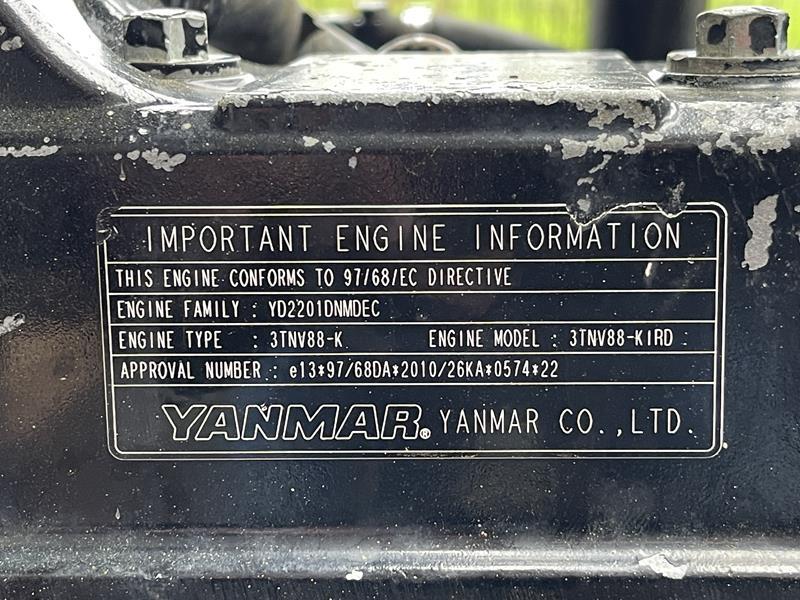 IMPORTANT ENGINE INFORMATION
THIS ENGINE CONFORMS TO 97/68/EC DIRECTIVE
ENGINE FAMILY : YD2201DNMDEC
ENGINE TYPE : 3TNV88-K ENGINE MODEL : 3TNV88-KIRD
APPROVAL NUMBER : e13*97/68DA*2010/26KA*0574*22
YANMAR® YANMAR CO.,LTD.